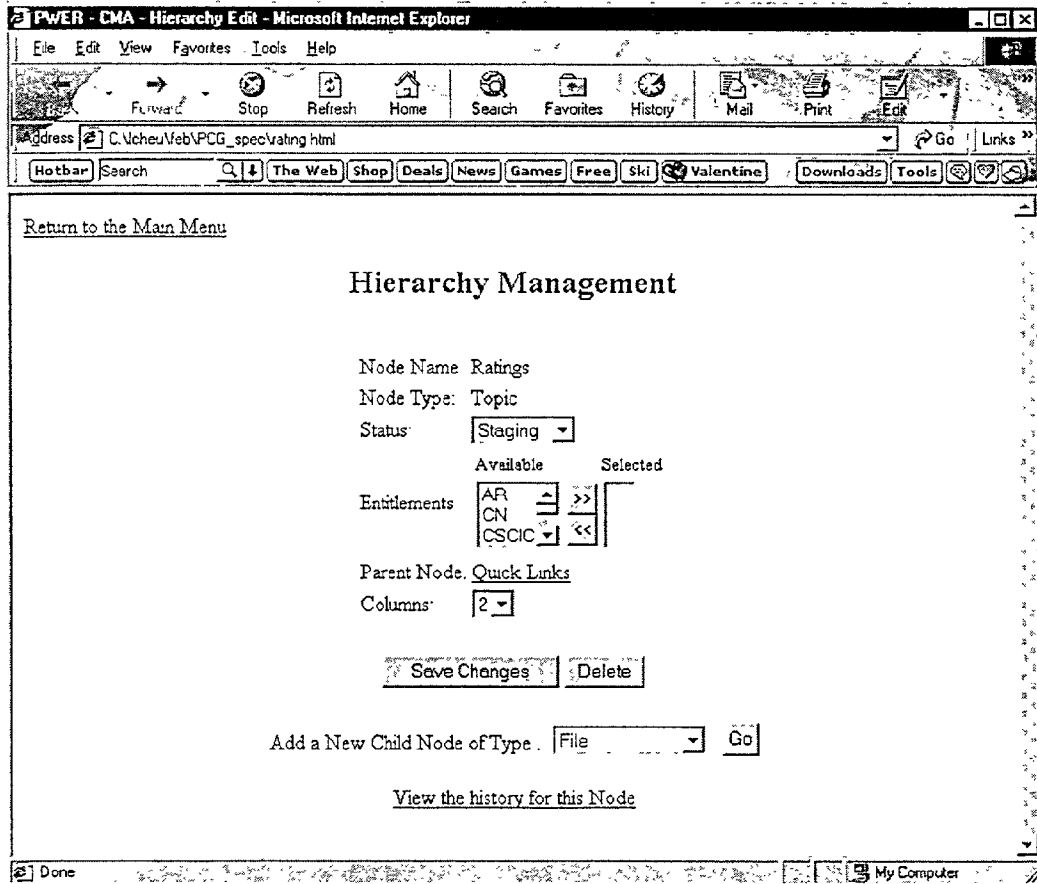 PWER - CMA - Hierarchy Edit - Microsoft Internet Explorer
File Edit View Favorites Tools Help
Forward Stop Refresh Home Search Favorites History Mail Print Edit
Address C:\lcheu\feb\PCG_spec\rating html Go Links »
Hotbar Search The Web Shop Deals News Games Free Ski Valentine Downloads Tools
Return to the Main Menu
Hierarchy Management
Node Name Ratings
Node Type: Topic
Status: Staging
Available Selected
Entitlements AR >>
CN
CSCIC <<
Parent Node. Quick Links
Columns: 2
Save Changes Delete
Add a New Child Node of Type . File Go
View the history for this Node
Done My Computer